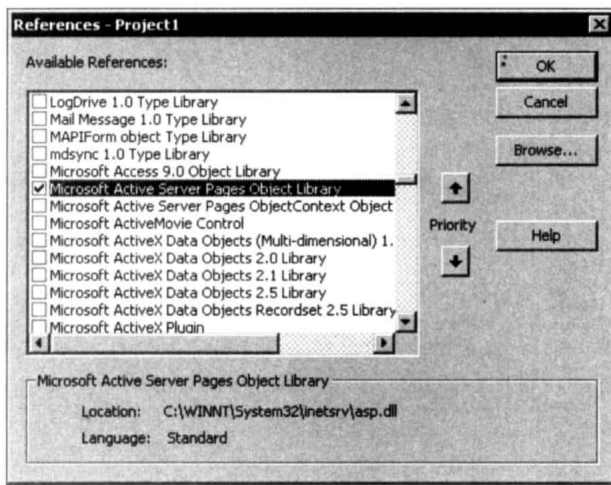 References - Project1
Available References:
LogDrive 1.0 Type Library
Mail Message 1.0 Type Library
MAPIForm object Type Library
mdsync 1.0 Type Library
Microsoft Access 9.0 Object Library
Microsoft Active Server Pages Object Library
Microsoft Active Server Pages ObjectContext Object
Microsoft ActiveMovie Control
Microsoft ActiveX Data Objects (Multi-dimensional) 1.
Microsoft ActiveX Data Objects 2.0 Library
Microsoft ActiveX Data Objects 2.1 Library
Microsoft ActiveX Data Objects 2.5 Library
Microsoft ActiveX Data Objects Recordset 2.5 Library
Microsoft ActiveX Plugin
Priority
OK
Cancel
Browse...
Help
Microsoft Active Server Pages Object Library
Location: C:\WINNT\System32\inetsrv\asp.dll
Language: Standard